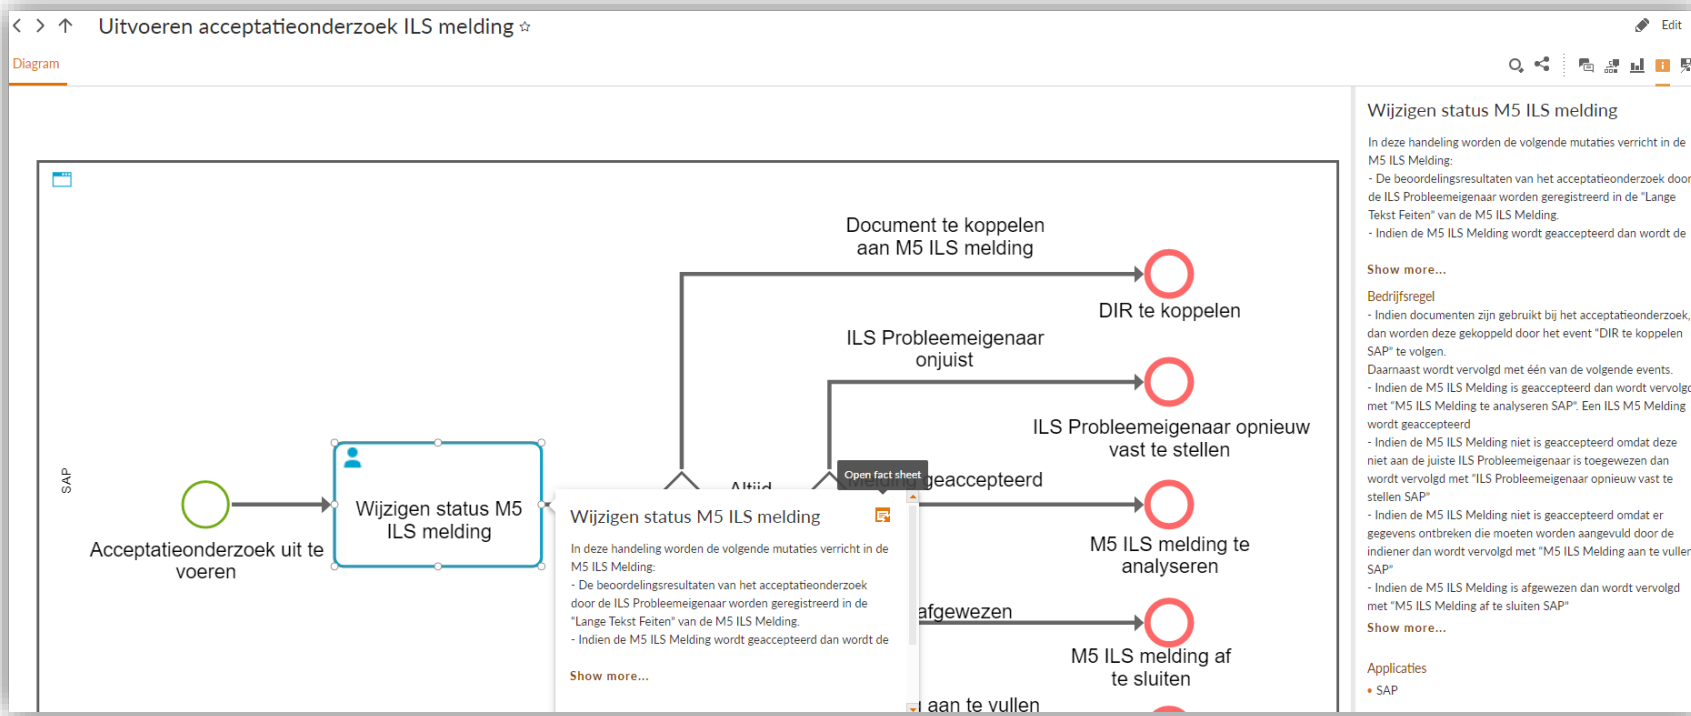 Uitvoeren acceptatieonderzoek ILS melding
Edit
Diagram
SAP
Acceptatieonderzoek uit te
voeren
Wijzigen status M5
ILS melding
Document te koppelen
aan M5 ILS melding
DIR te koppelen
ILS Probleemeigenaar
onjuist
ILS Probleemeigenaar opnieuw
vast te stellen
Open fact sheet
Altijd
Melding geaccepteerd
M5 ILS melding te
analyseren
afgewezen
M5 ILS melding af
te sluiten
aan te vullen
Wijzigen status M5 ILS melding
In deze handeling worden de volgende mutaties verricht in de
M5 ILS Melding:
- De beoordelingsresultaten van het acceptatieonderzoek
door de ILS Probleemeigenaar worden geregistreerd in de
"Lange Tekst Feiten" van de M5 ILS Melding.
- Indien de M5 ILS Melding wordt geaccepteerd dan wordt de
Show more...
Wijzigen status M5 ILS melding
In deze handeling worden de volgende mutaties verricht in de
M5 ILS Melding:
- De beoordelingsresultaten van het acceptatieonderzoek door
de ILS Probleemeigenaar worden geregistreerd in de "Lange
Tekst Feiten" van de M5 ILS Melding.
- Indien de M5 ILS Melding wordt geaccepteerd dan wordt de
Show more...
Bedrijfsregel
- Indien documenten zijn gebruikt bij het acceptatieonderzoek,
dan worden deze gekoppeld door het event "DIR te koppelen
SAP" te volgen.
Daarnaast wordt vervolgd met één van de volgende events.
- Indien de M5 ILS Melding is geaccepteerd dan wordt vervolgd
met "M5 ILS Melding te analyseren SAP". Een ILS M5 Melding
wordt geaccepteerd
- Indien de M5 ILS Melding niet is geaccepteerd omdat deze
niet aan de juiste ILS Probleemeigenaar is toegewezen dan
wordt vervolgd met "ILS Probleemeigenaar opnieuw vast te
stellen SAP"
- Indien de M5 ILS Melding niet is geaccepteerd omdat er
gegevens ontbreken die moeten worden aangevuld door de
indiener dan wordt vervolgd met "M5 ILS Melding aan te vullen
SAP"
- Indien de M5 ILS Melding is afgewezen dan wordt vervolgd
met "M5 ILS Melding af te sluiten SAP"
Show more...
Applicaties
• SAP